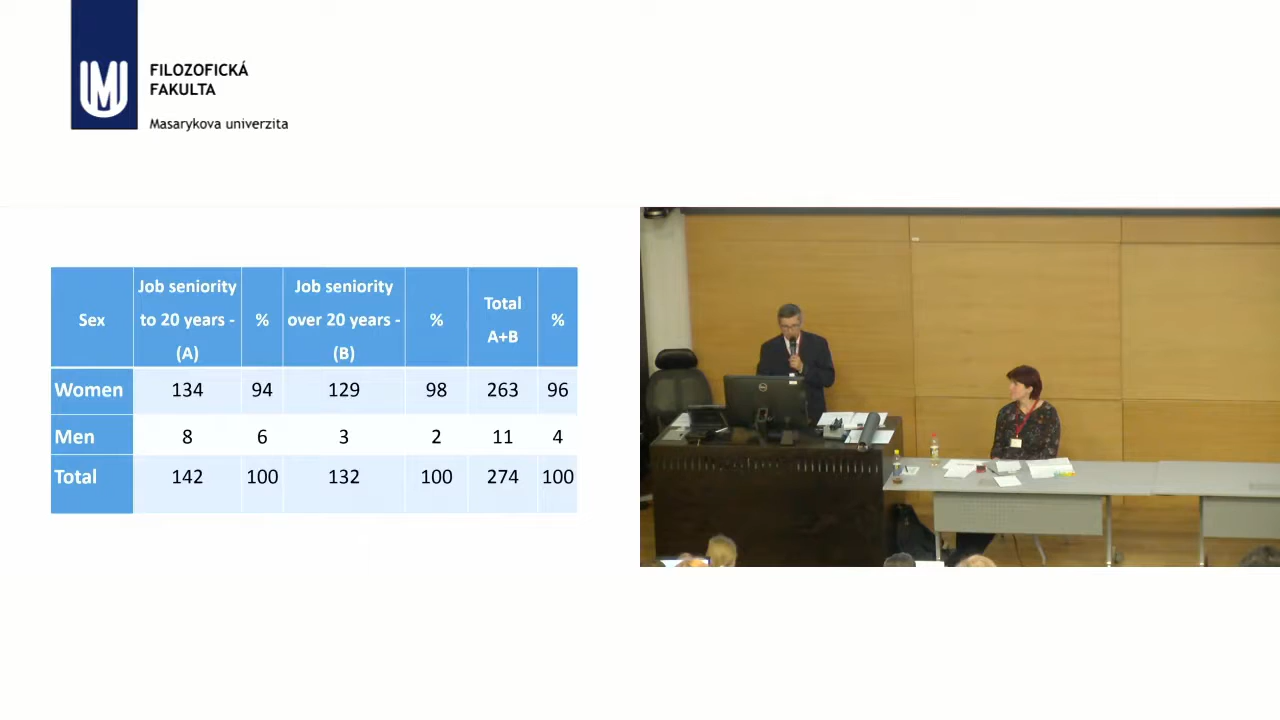 FILOZOFICKÁ
FAKULTA
Masarykova univerzita
Sex Job seniority to 20 years - (A) % Job seniority over 20 years - (B) % Total A+B %
Women 134 94 129 98 263 96
Men 8 6 3 2 11 4
Total 142 100 132 100 274 100